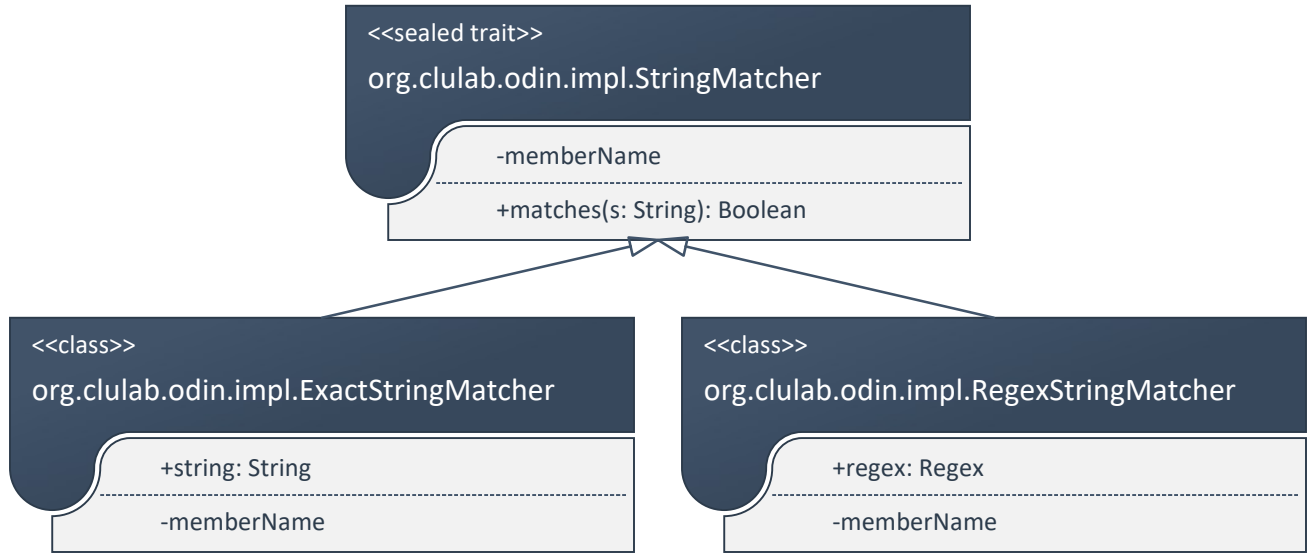 <<sealed trait>>
org.clulab.odin.impl.StringMatcher
-memberName
+matches(s: String): Boolean
<<class>>
org.clulab.odin.impl.ExactStringMatcher
+string: String
-memberName
<<class>>
org.clulab.odin.impl.RegexStringMatcher
+regex: Regex
-memberName